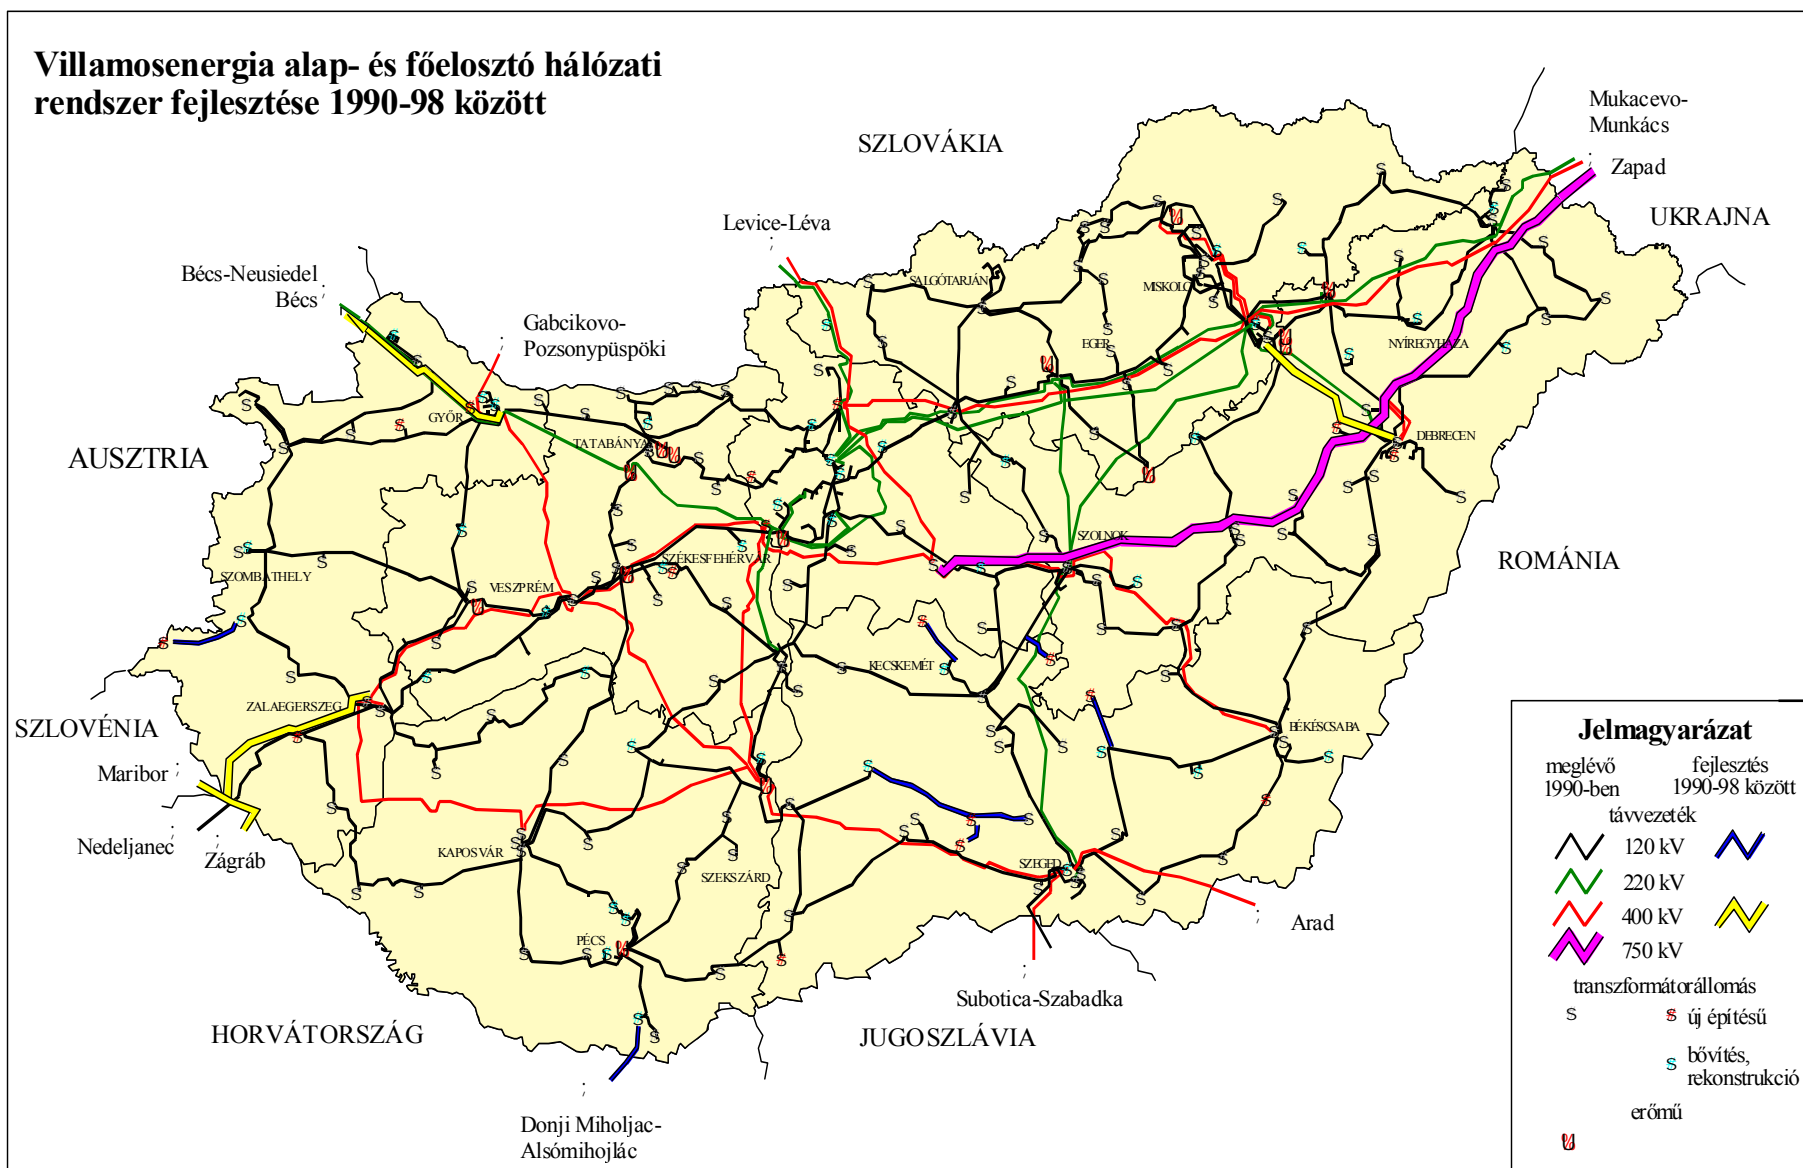 Villamosenergia alap- és főelosztó hálózati
rendszer fejlesztése 1990-98 között
Mukacevo-
Munkács
Zapad
SZLOVÁKIA
UKRAJNA
Levice-Léva
Bécs-Neusiedel
Bécs
Gabcikovo-
Pozsonypüspöki
SALGÓTARJÁN
MISKOLC
EGER
NYÍREGYHÁZA
GYŐR
TATABÁNYA
DEBRECEN
AUSZTRIA
SZOLNOK
SZÉKESFEHÉRVÁR
ROMÁNIA
SZOMBATHELY
VESZPRÉM
KECSKEMÉT
ZALAEGERSZEG
SZLOVÉNIA
BÉKÉSCSABA
Maribor
Nedeljanec
Zágráb
KAPOSVÁR
SZEKSZÁRD
SZEGED
PÉCS
Arad
Subotica-Szabadka
HORVÁTORSZÁG
JUGOSZLÁVIA
Donji Miholjac-
Alsómihojlác
Jelmagyarázat
meglévő fejlesztés
1990-ben 1990-98 között
távvezeték
120 kV
220 kV
400 kV
750 kV
transzformátorállomás
új építésű
bővítés,
rekonstrukció
erőmű